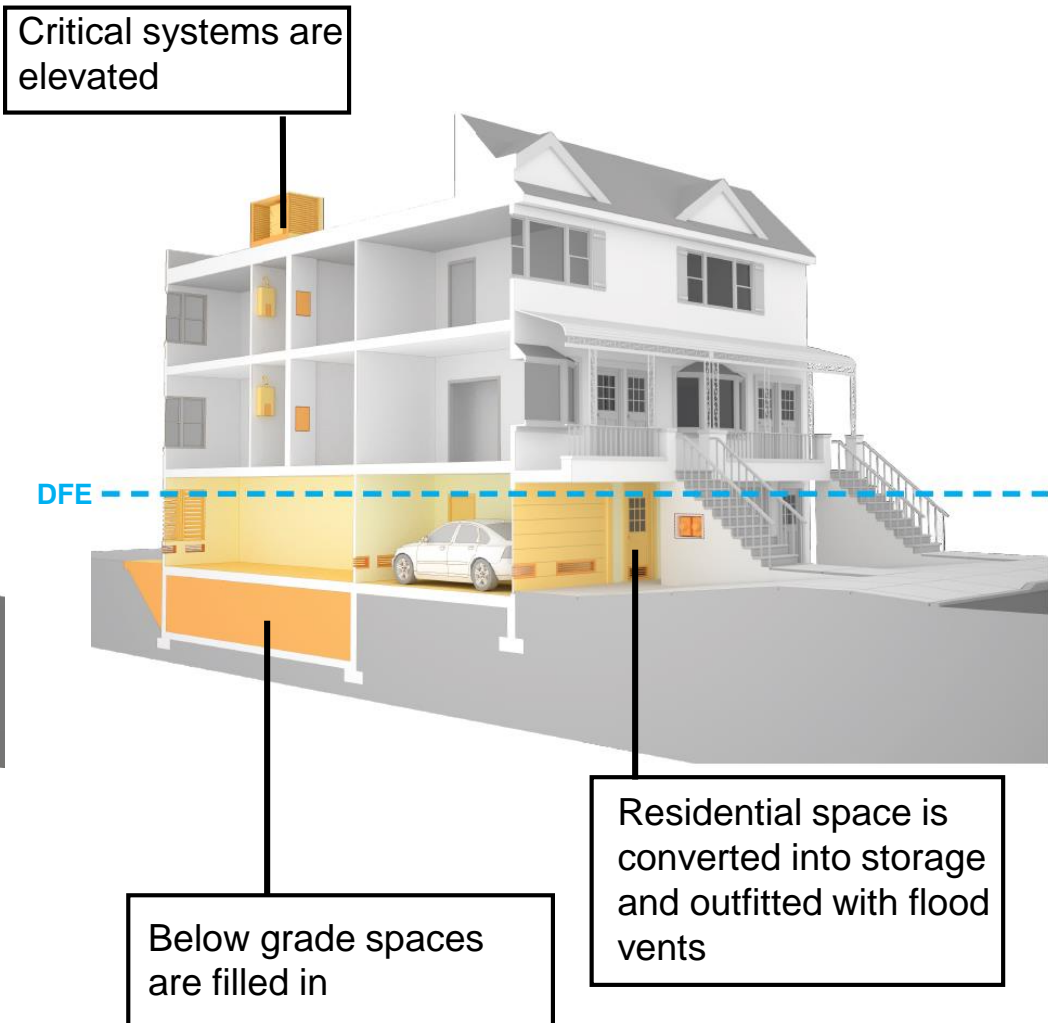 Critical systems are
elevated
DFE
Residential space is
converted into storage
and outfitted with flood
vents
Below grade spaces
are filled in